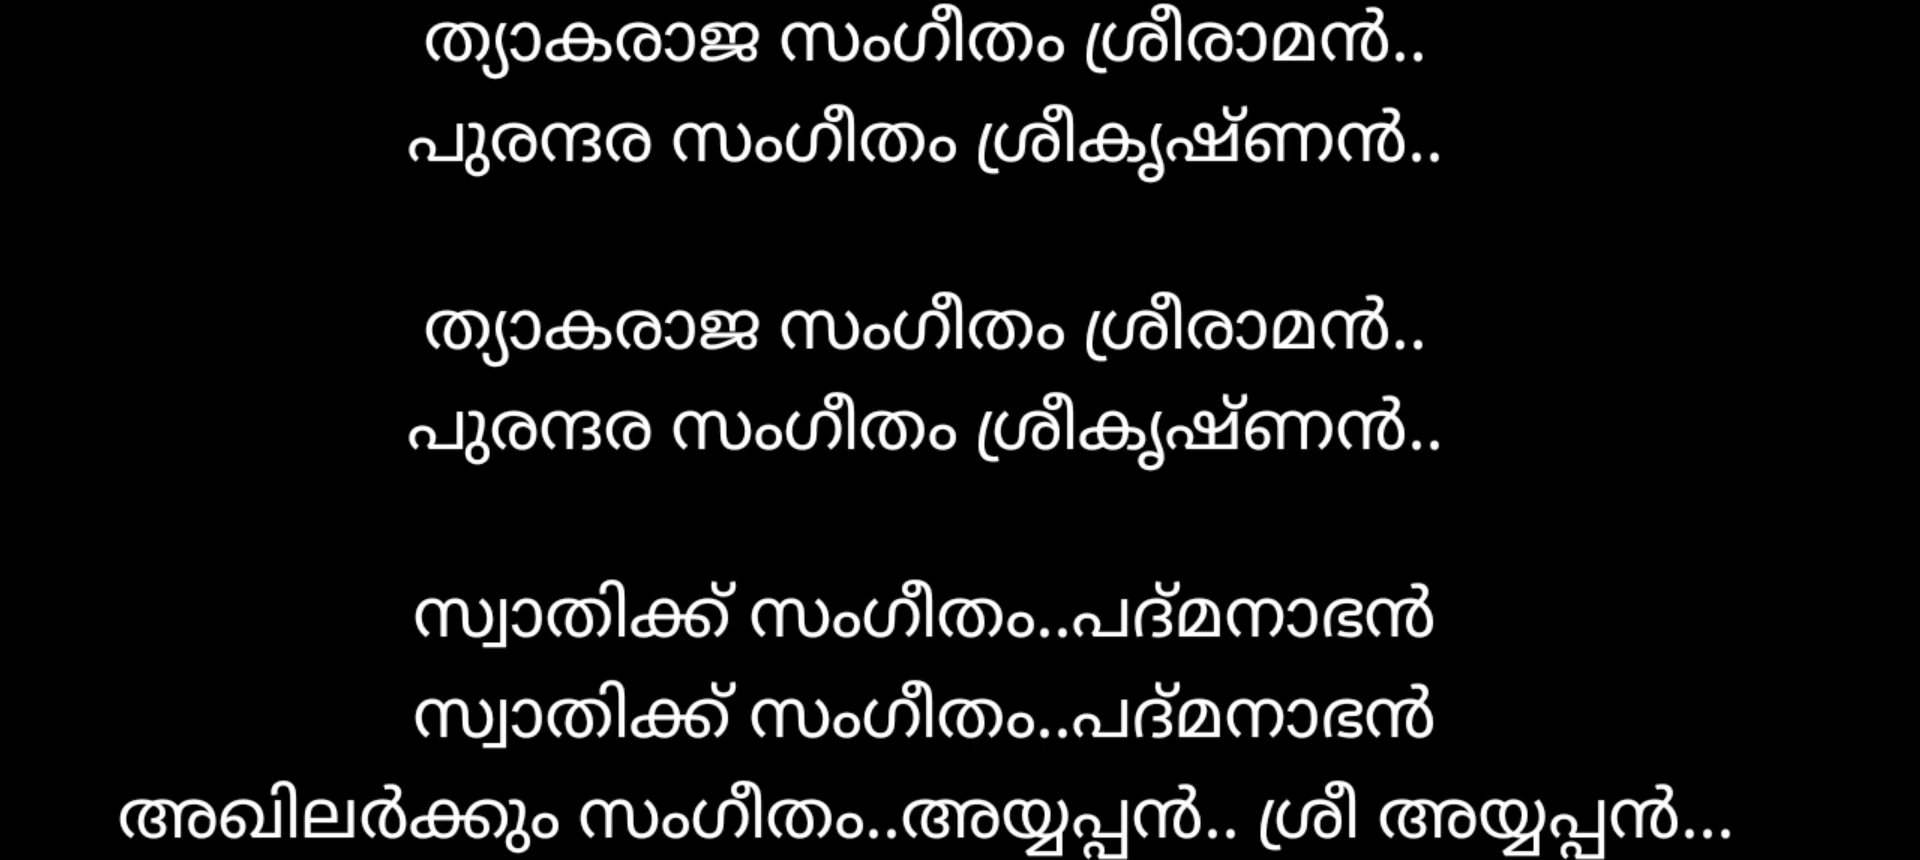 ത്യാകരാജ സംഗീതം ശ്രീരാമൻ..
പുരന്ദര സംഗീതം ശ്രീകൃഷ്ണൻ..
ത്യാകരാജ സംഗീതം ശ്രീരാമൻ..
പുരന്ദര സംഗീതം ശ്രീകൃഷ്ണൻ..
സ്വാതിക്ക് സംഗീതം..പദ്മനാഭൻ
സ്വാതിക്ക് സംഗീതം..പദ്മനാഭൻ
അഖിലർക്കും സംഗീതം..അയ്യപ്പൻ.. ശ്രീ അയ്യപ്പൻ...